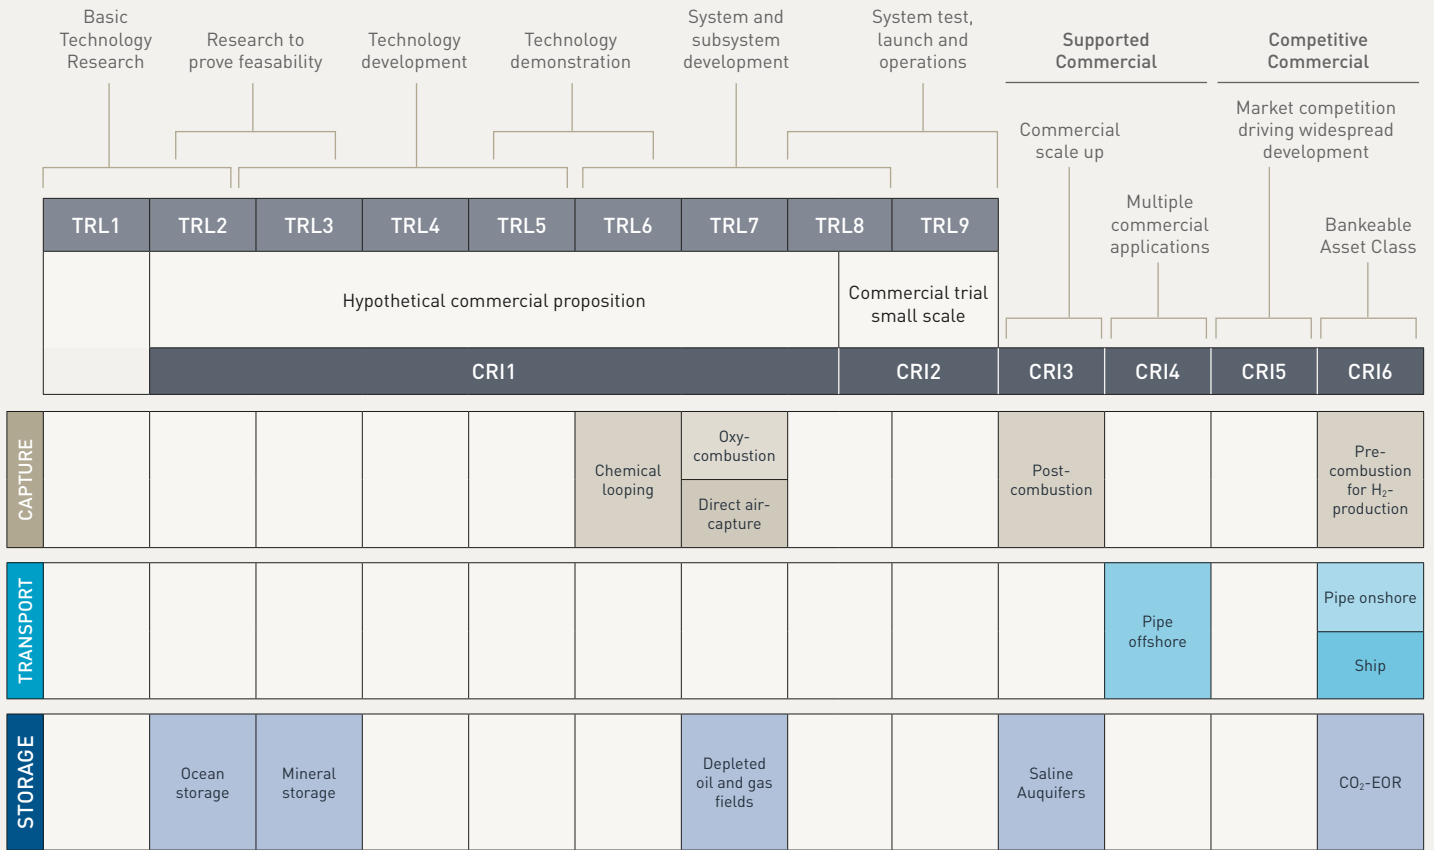 Basic
Technology
Research
Research to
prove feasability
Technology
development
Technology
demonstration
System and
subsystem
development
System test,
launch and
operations
Supported
Commercial
Competitive
Commercial
Commercial
scale up
Multiple
commercial
applications
Market competition
driving widespread
development
Bankeable
Asset Class
TRL1
TRL2
TRL3
TRL4
TRL5
TRL6
TRL7
TRL8
TRL9
Hypothetical commercial proposition
Commercial trial
small scale
CRI1
CRI2
CRI3
CRI4
CRI5
CRI6
CAPTURE
Chemical
looping
Oxy-
combustion
Direct air-
capture
Post-
combustion
Pre-
combustion
for H₂-
production
TRANSPORT
Pipe
offshore
Pipe onshore
Ship
STORAGE
Ocean
storage
Mineral
storage
Depleted
oil and gas
fields
Saline
Auquifers
CO₂-EOR